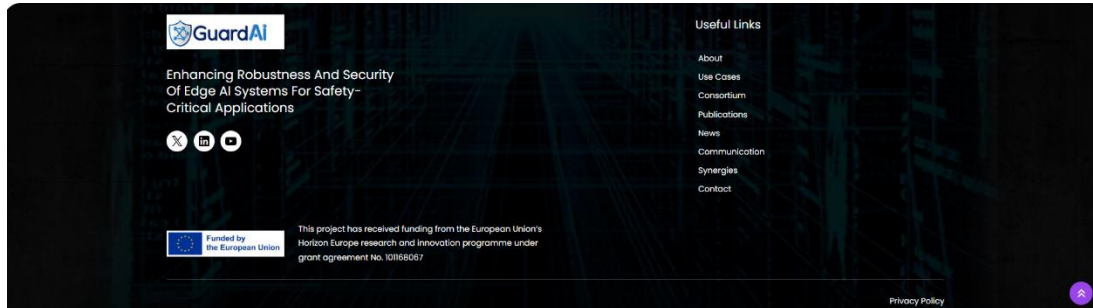 GuardAI
Enhancing Robustness And Security
Of Edge AI Systems For Safety-
Critical Applications
Useful Links
About
Use Cases
Consortium
Publications
News
Communication
Synergies
Contact
Funded by
the European Union
This project has received funding from the European Union's
Horizon Europe research and innovation programme under
grant agreement No. 101168067
Privacy Policy